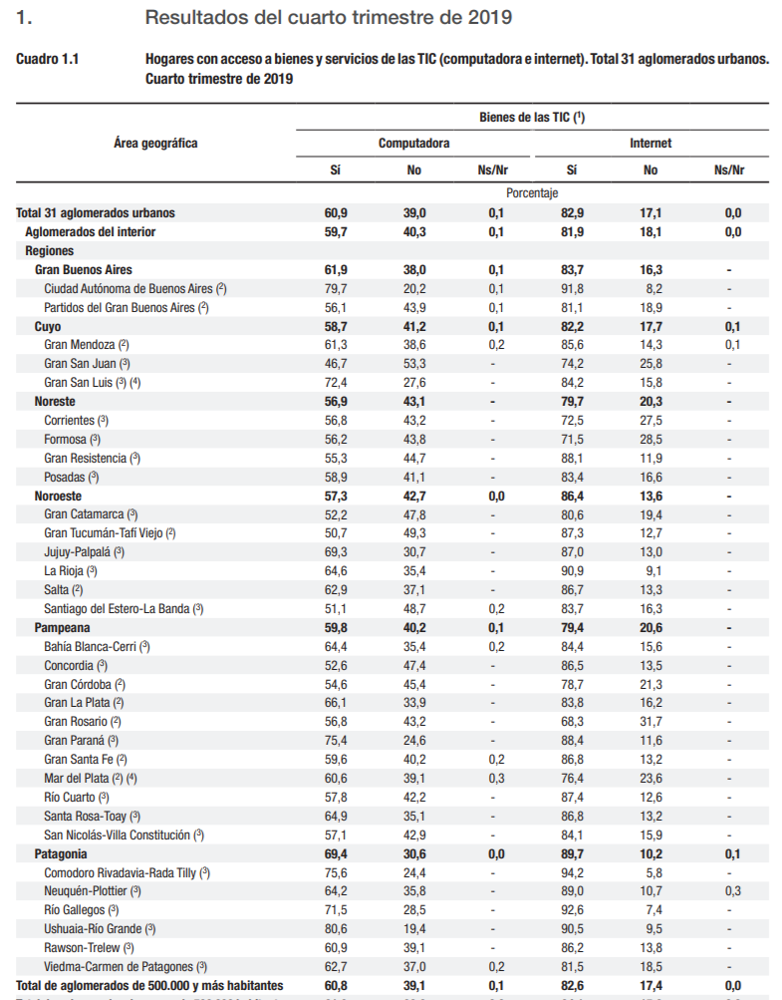 1. Resultados del cuarto trimestre de 2019
Cuadro 1.1 Hogares con acceso a bienes y servicios de las TIC (computadora e internet). Total 31 aglomerados urbanos.
Cuarto trimestre de 2019
Bienes de las TIC (¹)
Área geográfica Computadora Internet
Sí No Ns/Nr Sí No Ns/Nr
Porcentaje
Total 31 aglomerados urbanos 60,9 39,0 0,1 82,9 17,1 0,0
Aglomerados del interior 59,7 40,3 0,1 81,9 18,1 0,0
Regiones
Gran Buenos Aires 61,9 38,0 0,1 83,7 16,3 -
Ciudad Autónoma de Buenos Aires (²) 79,7 20,2 0,1 91,8 8,2 -
Partidos del Gran Buenos Aires (²) 56,1 43,9 0,1 81,1 18,9 -
Cuyo 58,7 41,2 0,1 82,2 17,7 0,1
Gran Mendoza (²) 61,3 38,6 0,2 85,6 14,3 0,1
Gran San Juan (³) 46,7 53,3 - 74,2 25,8 -
Gran San Luis (³) (⁴) 72,4 27,6 - 84,2 15,8 -
Noreste 56,9 43,1 - 79,7 20,3 -
Corrientes (³) 56,8 43,2 - 72,5 27,5 -
Formosa (³) 56,2 43,8 - 71,5 28,5 -
Gran Resistencia (³) 55,3 44,7 - 88,1 11,9 -
Posadas (³) 58,9 41,1 - 83,4 16,6 -
Noroeste 57,3 42,7 0,0 86,4 13,6 -
Gran Catamarca (³) 52,2 47,8 - 80,6 19,4 -
Gran Tucumán-Tafí Viejo (²) 50,7 49,3 - 87,3 12,7 -
Jujuy-Palpalá (³) 69,3 30,7 - 87,0 13,0 -
La Rioja (³) 64,6 35,4 - 90,9 9,1 -
Salta (²) 62,9 37,1 - 86,7 13,3 -
Santiago del Estero-La Banda (³) 51,1 48,7 0,2 83,7 16,3 -
Pampeana 59,8 40,2 0,1 79,4 20,6 -
Bahía Blanca-Cerri (³) 64,4 35,4 0,2 84,4 15,6 -
Concordia (³) 52,6 47,4 - 86,5 13,5 -
Gran Córdoba (²) 54,6 45,4 - 78,7 21,3 -
Gran La Plata (²) 66,1 33,9 - 83,8 16,2 -
Gran Rosario (²) 56,8 43,2 - 68,3 31,7 -
Gran Paraná (³) 75,4 24,6 - 88,4 11,6 -
Gran Santa Fe (²) 59,6 40,2 0,2 86,8 13,2 -
Mar del Plata (²) (⁴) 60,6 39,1 0,3 76,4 23,6 -
Río Cuarto (³) 57,8 42,2 - 87,4 12,6 -
Santa Rosa-Toay (³) 64,9 35,1 - 86,8 13,2 -
San Nicolás-Villa Constitución (³) 57,1 42,9 - 84,1 15,9 -
Patagonia 69,4 30,6 0,0 89,7 10,2 0,1
Comodoro Rivadavia-Rada Tilly (³) 75,6 24,4 - 94,2 5,8 -
Neuquén-Plottier (³) 64,2 35,8 - 89,0 10,7 0,3
Río Gallegos (³) 71,5 28,5 - 92,6 7,4 -
Ushuaia-Río Grande (³) 80,6 19,4 - 90,5 9,5 -
Rawson-Trelew (³) 60,9 39,1 - 86,2 13,8 -
Viedma-Carmen de Patagones (³) 62,7 37,0 0,2 81,5 18,5 -
Total de aglomerados de 500.000 y más habitantes 60,8 39,1 0,1 82,6 17,4 0,0